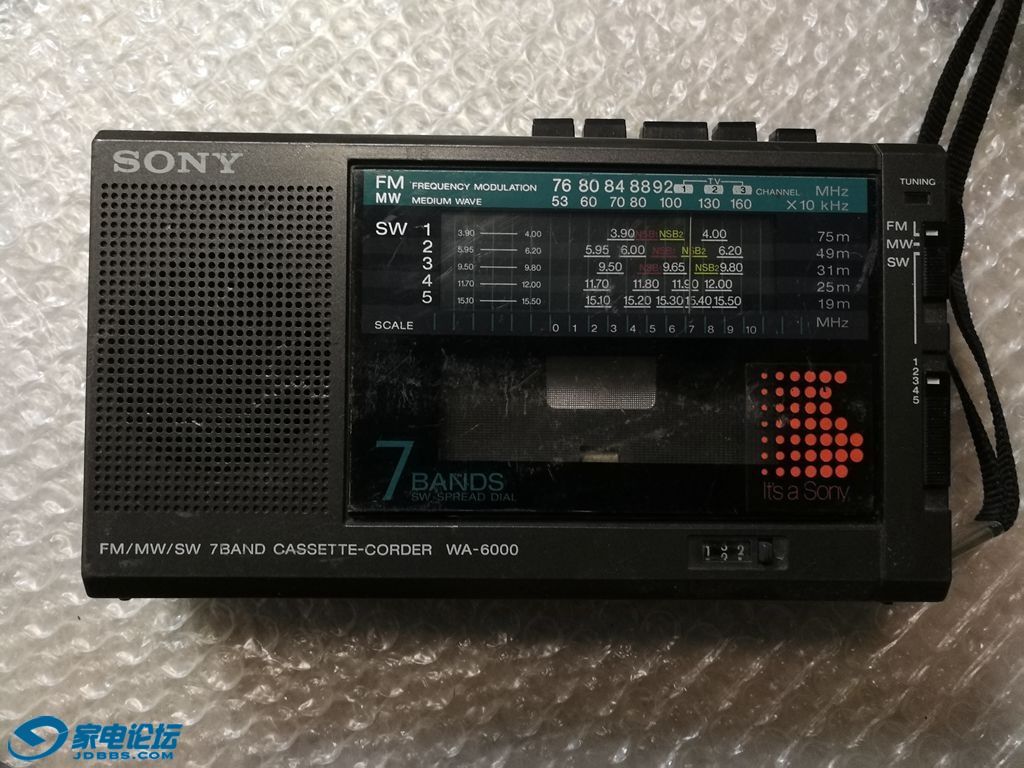 SONY
TUNING
FM FREQUENCY MODULATION 76 80 84 88 92 1 TV 2 3 CHANNEL MHz
MW MEDIUM WAVE 53 60 70 80 100 130 160 X10 kHz
FM
MW
SW
SW 1 3.90 4.00 3.90 NSB1 NSB2 4.00 75m
2 5.95 6.20 5.95 6.00 NSB1 NSB2 6.20 49m
3 9.50 9.80 9.50 NSB 9.65 NSB2 9.80 31m
4 11.70 12.00 11.70 11.80 11.90 12.00 25m
5 15.10 15.50 15.10 15.20 15.30 15.40 15.50 19m
SCALE 0 1 2 3 4 5 6 7 8 9 10 MHz
1
2
3
4
5
7 BANDS
SW SPREAD DIAL
It's a Sony
FM/MW/SW 7BAND CASSETTE-CORDER WA-6000
家电论坛
JDBBS.COM